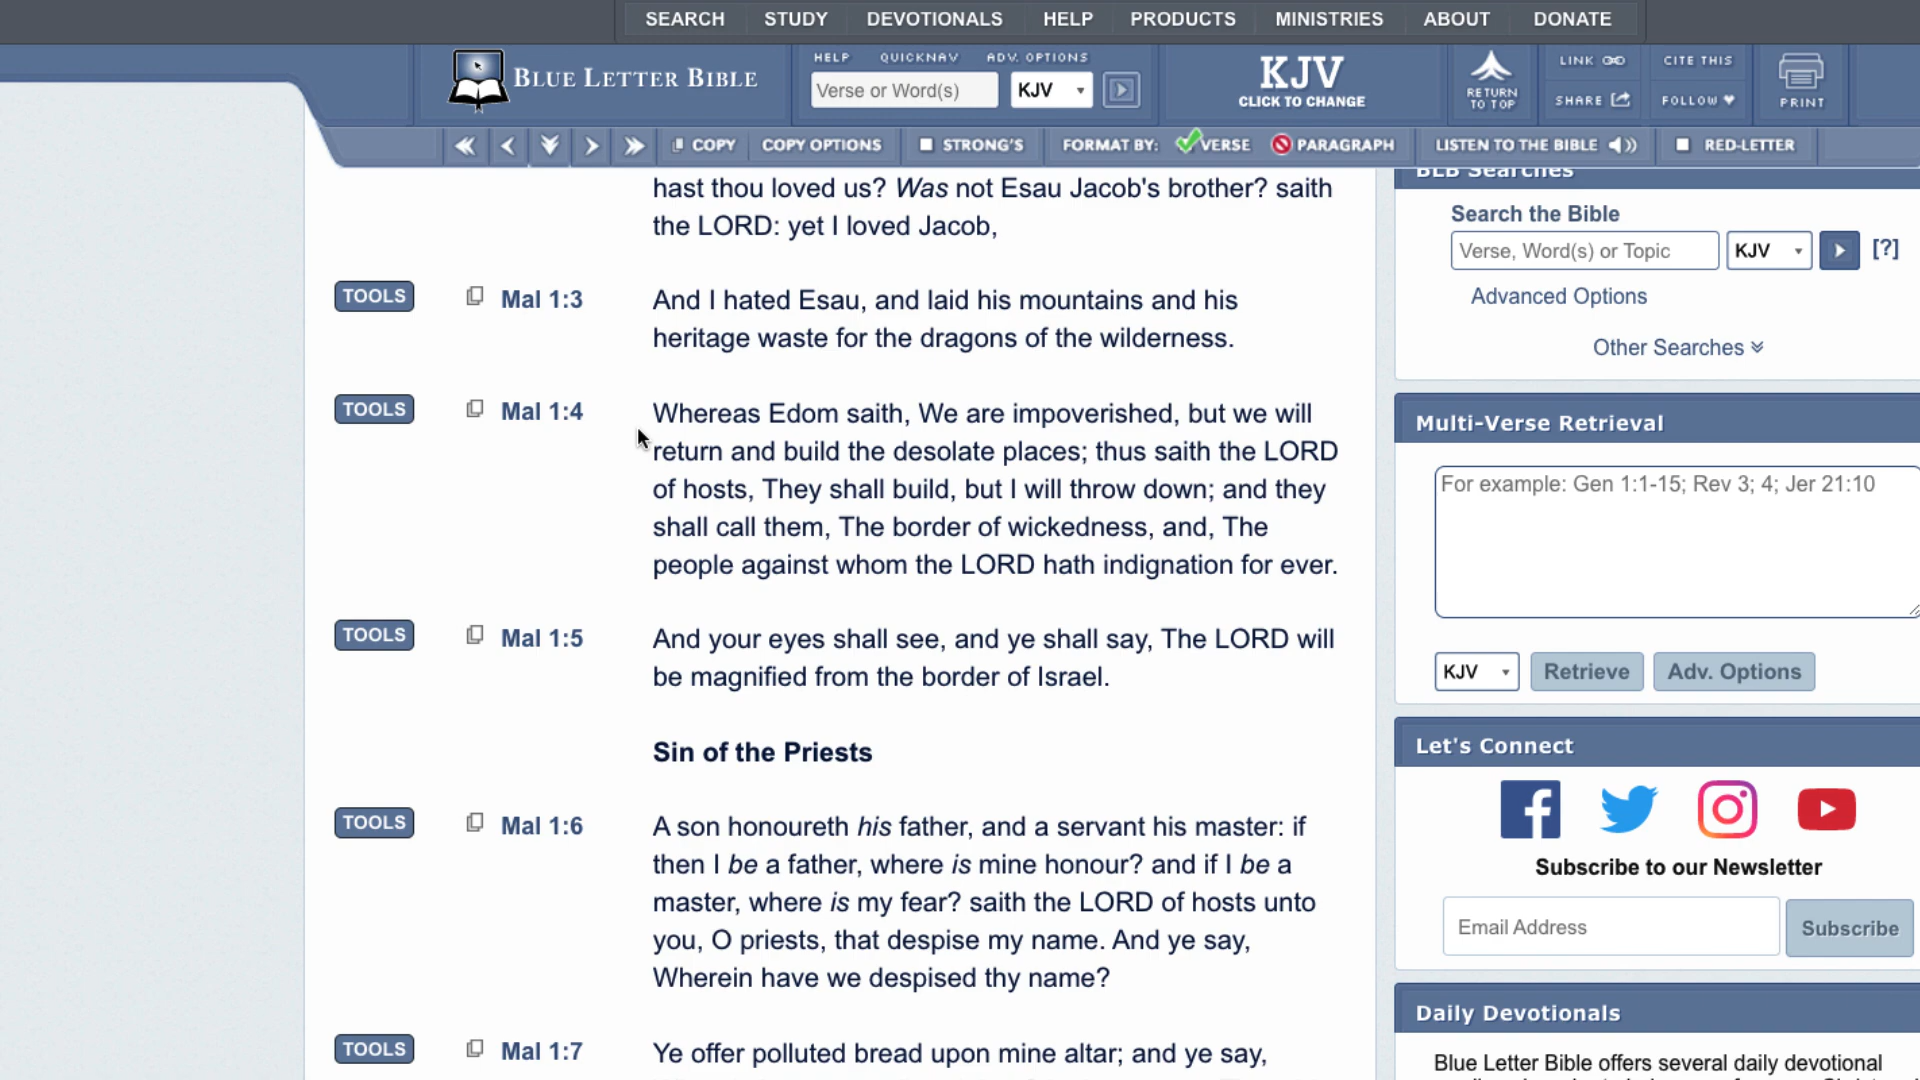 SEARCH STUDY DEVOTIONALS HELP PRODUCTS MINISTRIES ABOUT DONATE
BLUE LETTER BIBLE
HELP QUICKNAV ADV. OPTIONS
Verse or Word(s) KJV
KJV
CLICK TO CHANGE
RETURN
TO TOP
LINK
SHARE
CITE THIS
FOLLOW
PRINT
COPY COPY OPTIONS STRONG'S FORMAT BY: VERSE PARAGRAPH LISTEN TO THE BIBLE RED-LETTER
hast thou loved us? Was not Esau Jacob's brother? saith
the LORD: yet I loved Jacob,
TOOLS Mal 1:3 And I hated Esau, and laid his mountains and his
heritage waste for the dragons of the wilderness.
TOOLS Mal 1:4 Whereas Edom saith, We are impoverished, but we will
return and build the desolate places; thus saith the LORD
of hosts, They shall build, but I will throw down; and they
shall call them, The border of wickedness, and, The
people against whom the LORD hath indignation for ever.
TOOLS Mal 1:5 And your eyes shall see, and ye shall say, The LORD will
be magnified from the border of Israel.
Sin of the Priests
TOOLS Mal 1:6 A son honoureth his father, and a servant his master: if
then I be a father, where is mine honour? and if I be a
master, where is my fear? saith the LORD of hosts unto
you, O priests, that despise my name. And ye say,
Wherein have we despised thy name?
TOOLS Mal 1:7 Ye offer polluted bread upon mine altar; and ye say,
BLB Searches
Search the Bible
Verse, Word(s) or Topic KJV [?]
Advanced Options
Other Searches
Multi-Verse Retrieval
For example: Gen 1:1-15; Rev 3; 4; Jer 21:10
KJV Retrieve Adv. Options
Let's Connect
Subscribe to our Newsletter
Email Address Subscribe
Daily Devotionals
Blue Letter Bible offers several daily devotional